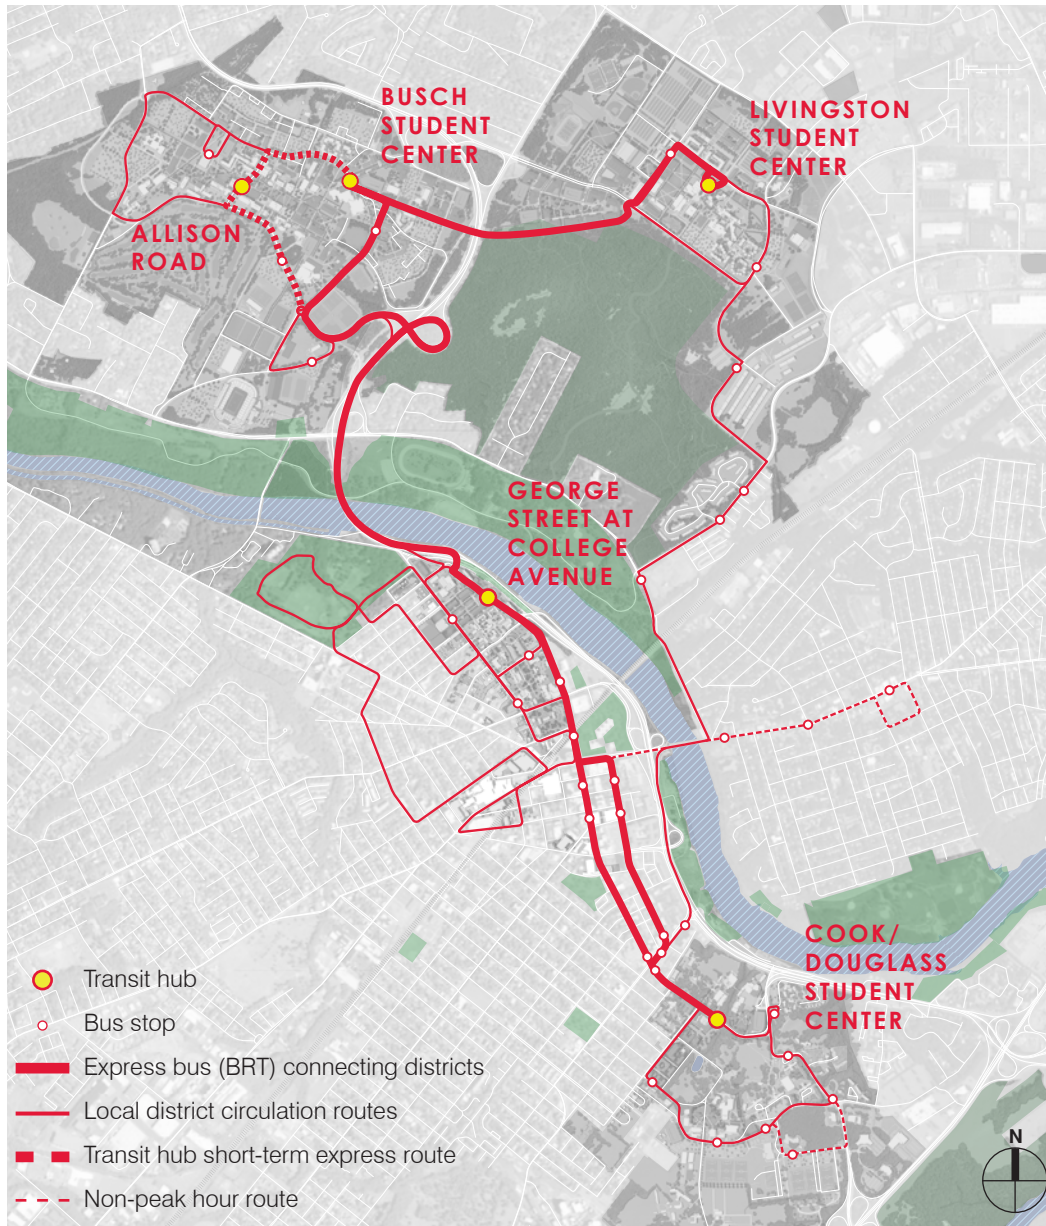 BUSCH
STUDENT
CENTER
LIVINGSTON
STUDENT
CENTER
ALLISON
ROAD
GEORGE
STREET AT
COLLEGE
AVENUE
COOK/
DOUGLASS
STUDENT
CENTER
Transit hub
Bus stop
Express bus (BRT) connecting districts
Local district circulation routes
Transit hub short-term express route
Non-peak hour route
N